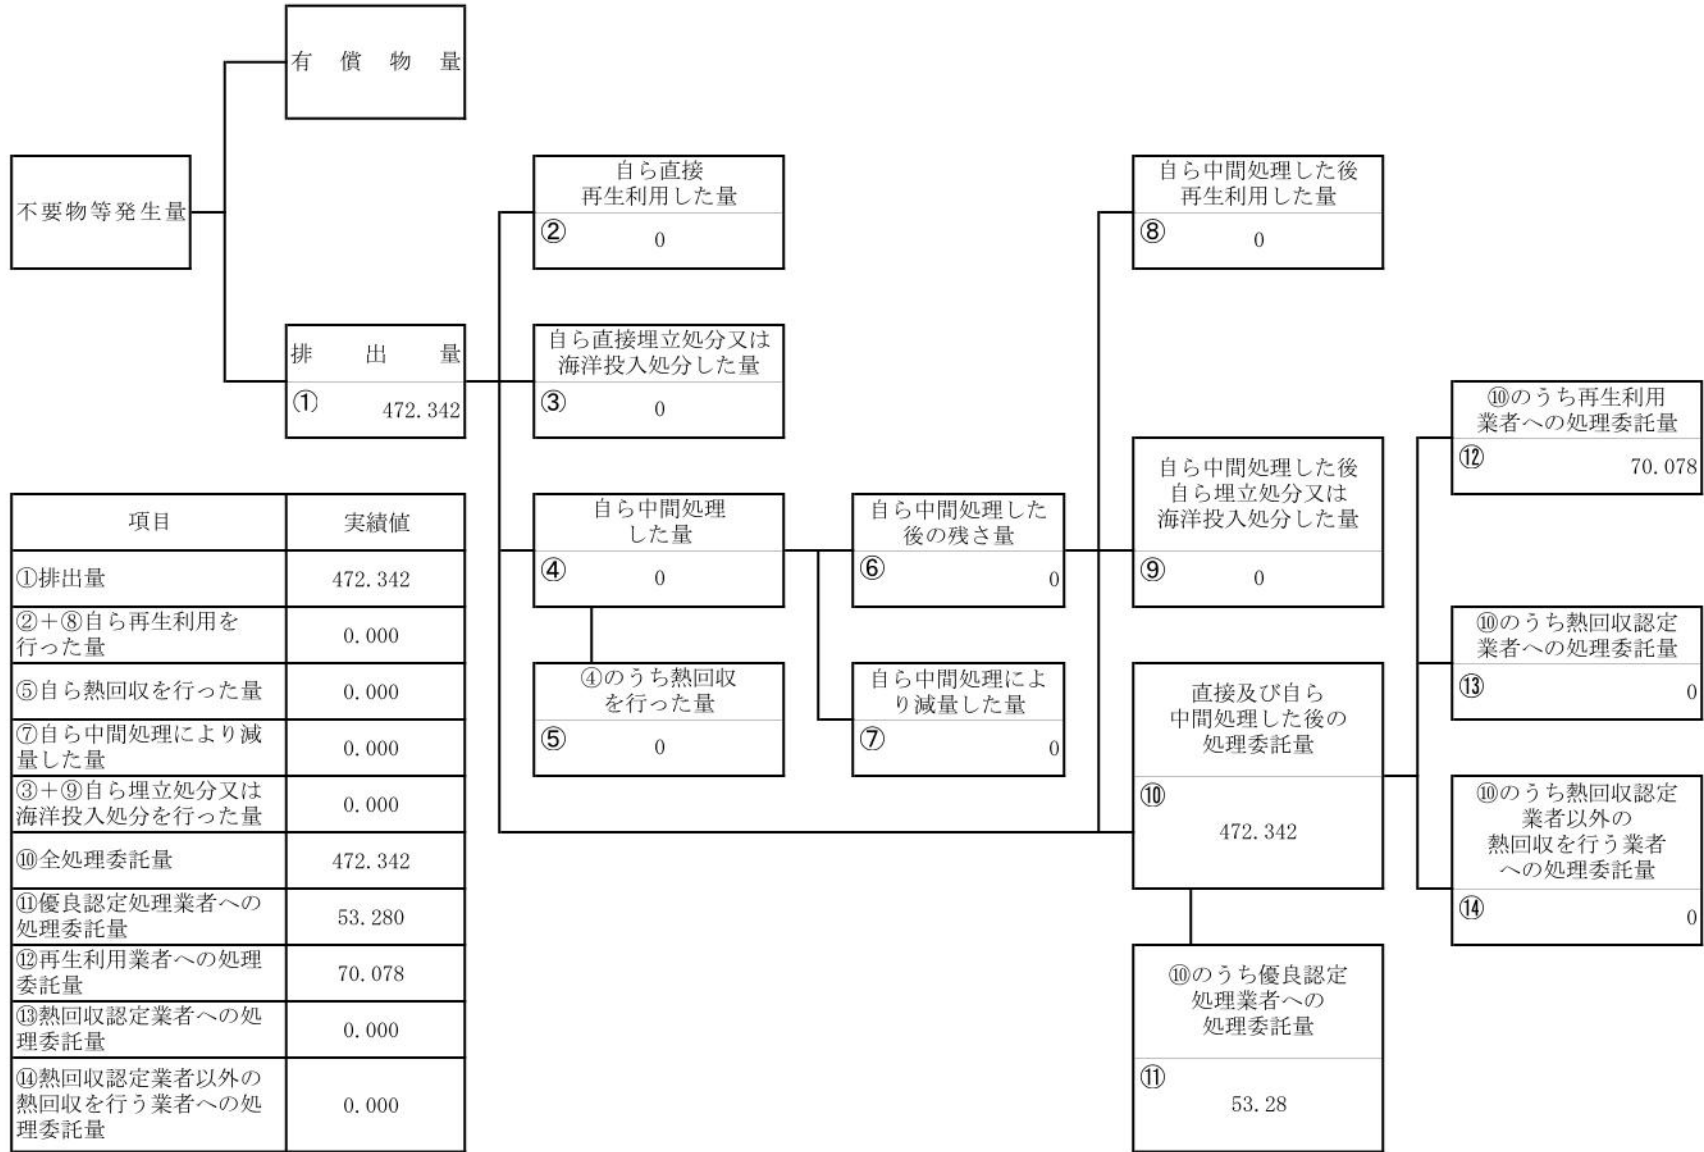 有償物量
不要物等発生量
排出量
①
472.342
自ら直接
再生利用した量
②
0
自ら直接埋立処分又は
海洋投入処分した量
③
0
自ら中間処理
した量
④
0
④のうち熱回収
を行った量
⑤
0
自ら中間処理した
後の残さ量
⑥
0
自ら中間処理によ
り減量した量
⑦
0
自ら中間処理した後
再生利用した量
⑧
0
自ら中間処理した後
自ら埋立処分又は
海洋投入処分した量
⑨
0
直接及び自ら
中間処理した後の
処理委託量
⑩
472.342
⑩のうち優良認定
処理業者への
処理委託量
⑪
53.28
⑩のうち再生利用
業者への処理委託量
⑫
70.078
⑩のうち熱回収認定
業者への処理委託量
⑬
0
⑩のうち熱回収認定
業者以外の
熱回収を行う業者
への処理委託量
⑭
0
項目 実績値
①排出量 472.342
②+⑧自ら再生利用を
行った量 0.000
⑤自ら熱回収を行った量 0.000
⑦自ら中間処理により減
量した量 0.000
③+⑨自ら埋立処分又は
海洋投入処分を行った量 0.000
⑩全処理委託量 472.342
⑪優良認定処理業者への
処理委託量 53.280
⑫再生利用業者への処理
委託量 70.078
⑬熱回収認定業者への処
理委託量 0.000
⑭熱回収認定業者以外の
熱回収を行う業者への処
理委託量 0.000